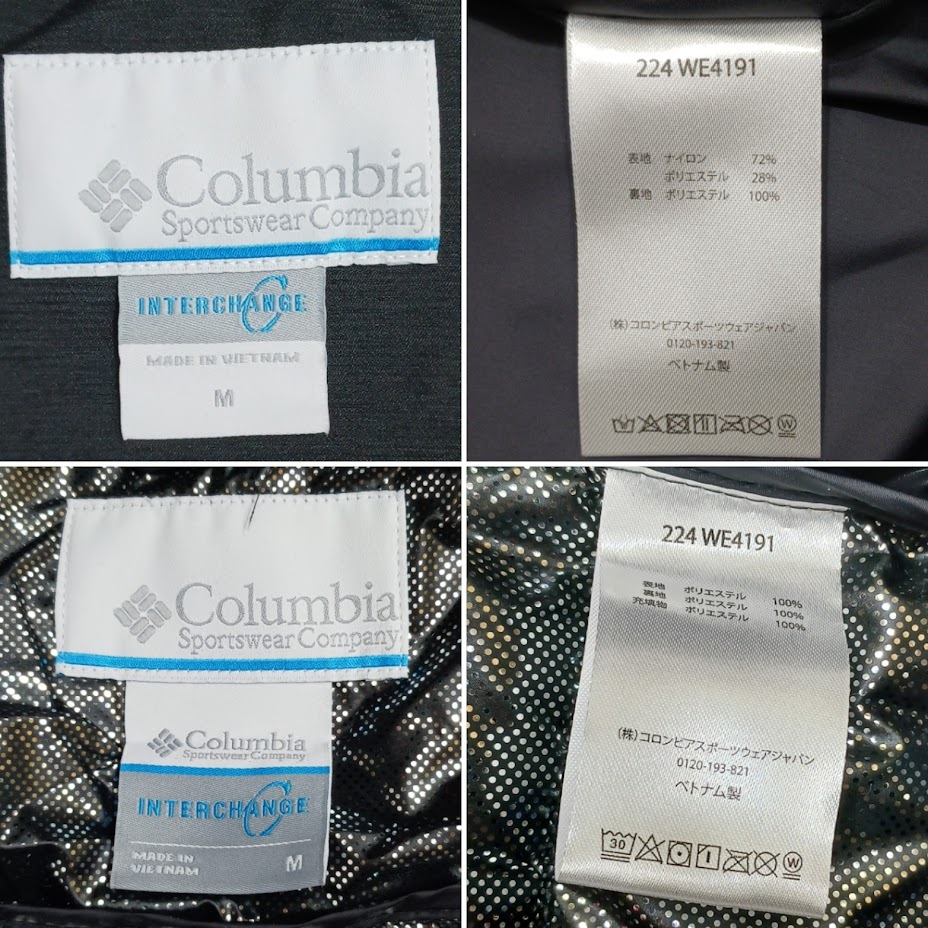 Columbia
Sportswear Company
INTERCHANGE
MADE IN VIETNAM
M
224 WE4191
表地 ナイロン 72%
ポリエステル 28%
裏地 ポリエステル 100%
(株)コロンビアスポーツウェアジャパン
0120-193-821
ベトナム製
W
Columbia
Sportswear Company
Columbia
Sportswear Company
INTERCHANGE
MADE IN
VIETNAM
M
224 WE4191
表地 ポリエステル 100%
裏地 ポリエステル 100%
充填物 ポリエステル 100%
(株)コロンビアスポーツウェアジャパン
0120-193-821
ベトナム製
30 W